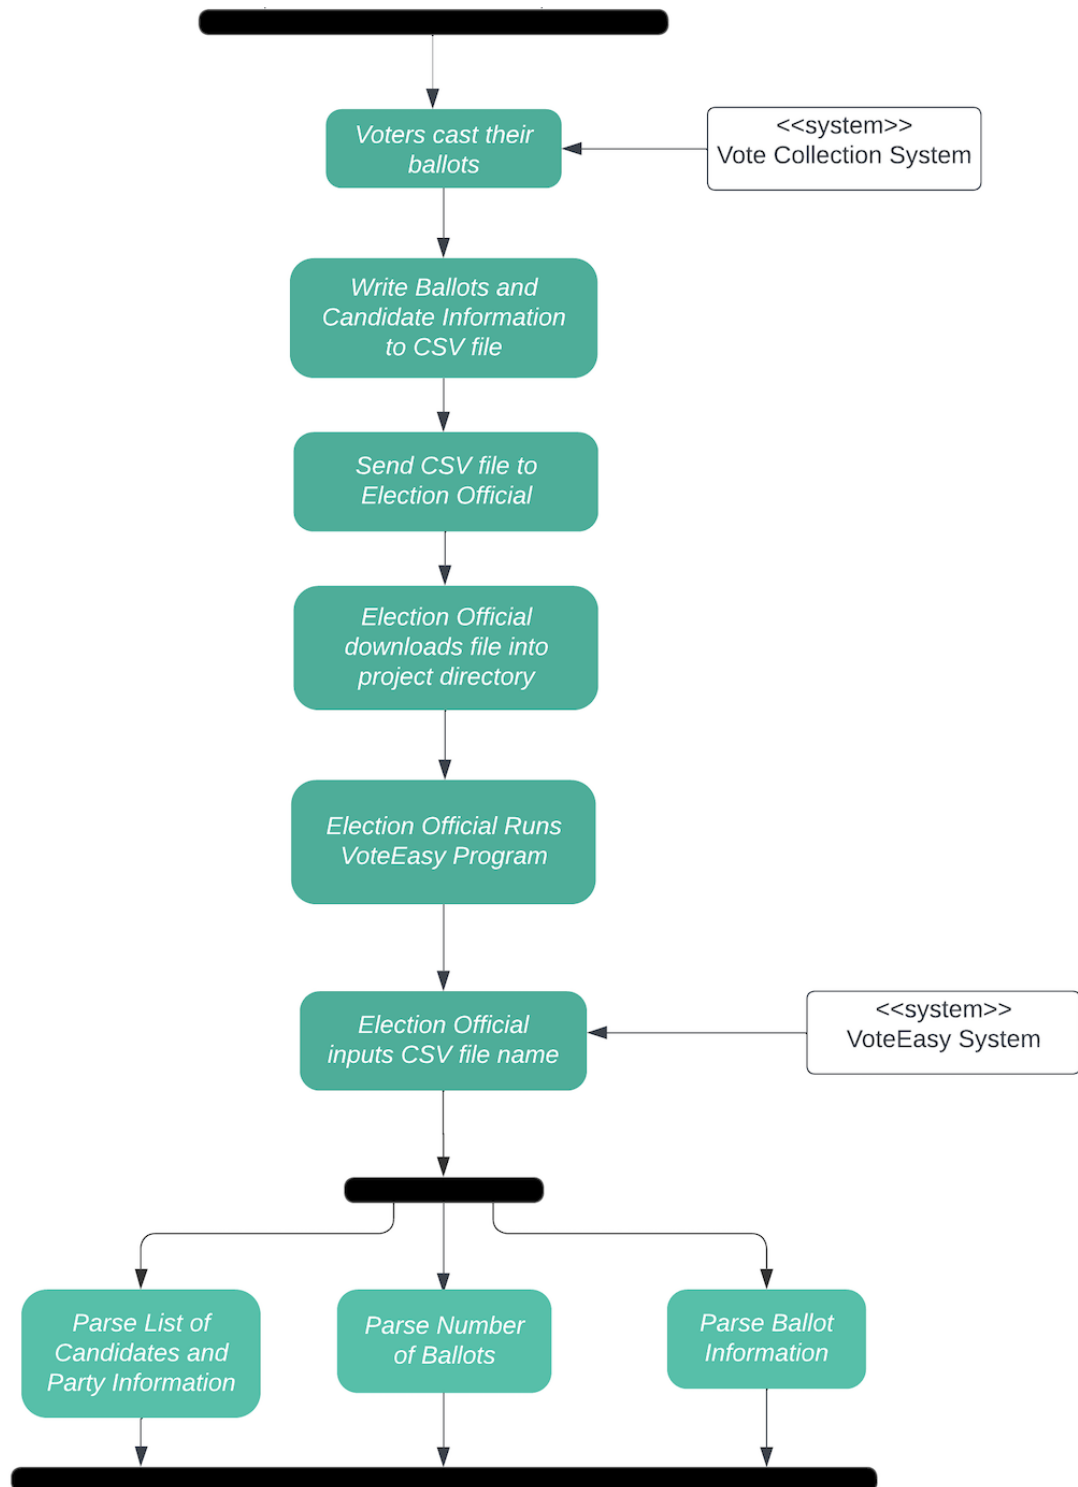 Voters cast their
ballots
<<system>>
Vote Collection System
Write Ballots and
Candidate Information
to CSV file
Send CSV file to
Election Official
Election Official
downloads file into
project directory
Election Official Runs
VoteEasy Program
Election Official
inputs CSV file name
<<system>>
VoteEasy System
Parse List of
Candidates and
Party Information
Parse Number
of Ballots
Parse Ballot
Information